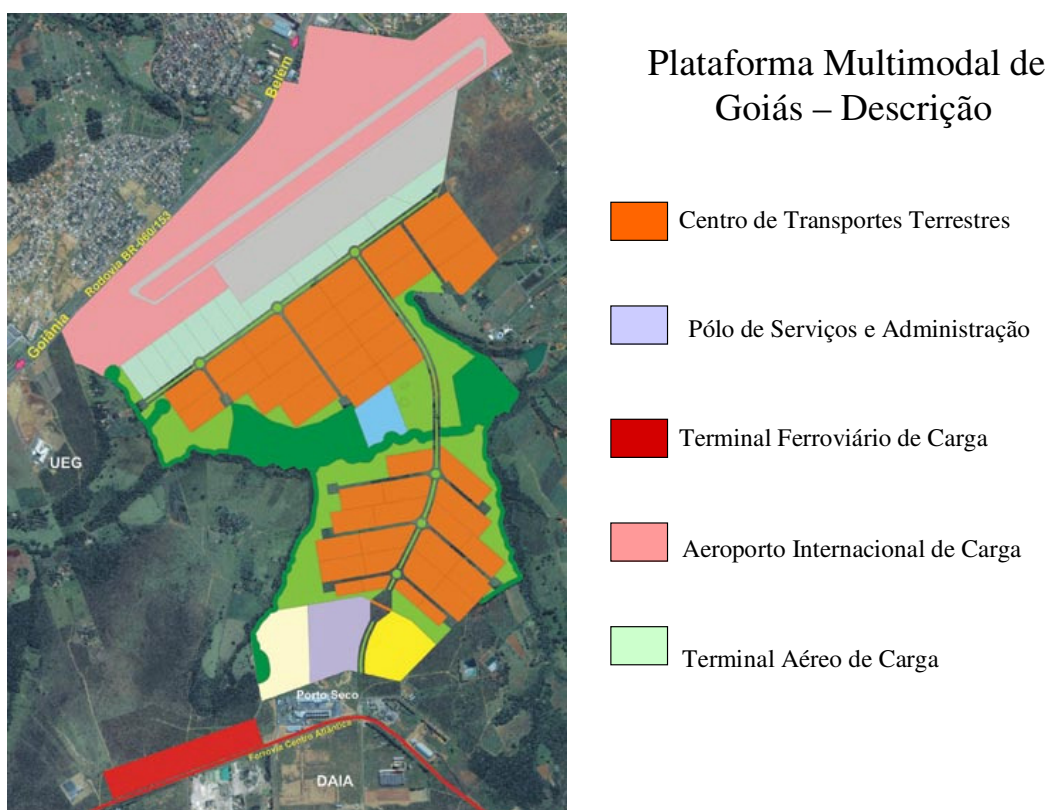 Plataforma Multimodal de
Goiás – Descrição
Centro de Transportes Terrestres
Pólo de Serviços e Administração
Terminal Ferroviário de Carga
Aeroporto Internacional de Carga
Terminal Aéreo de Carga
Belém
Rodovia BR-060/153
Goiânia
UEG
Porto Seco
Ferrovia Centro Atlântica
DAIA